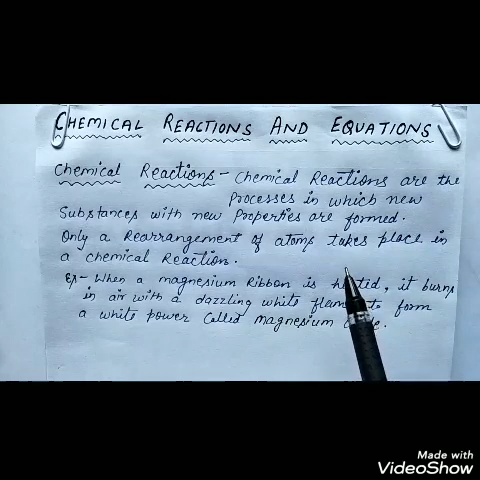 CHEMICAL REACTIONS AND EQUATIONS
Chemical Reactions - Chemical Reactions are the
Processes in which new
Substances with new Properties are formed.
Only a Rearrangement of atoms takes place in
a chemical Reaction.
Eg- When a magnesium Ribbon is, it burns
in air with a dazzling white to form
a white power called magnesium
Made with
VideoShow